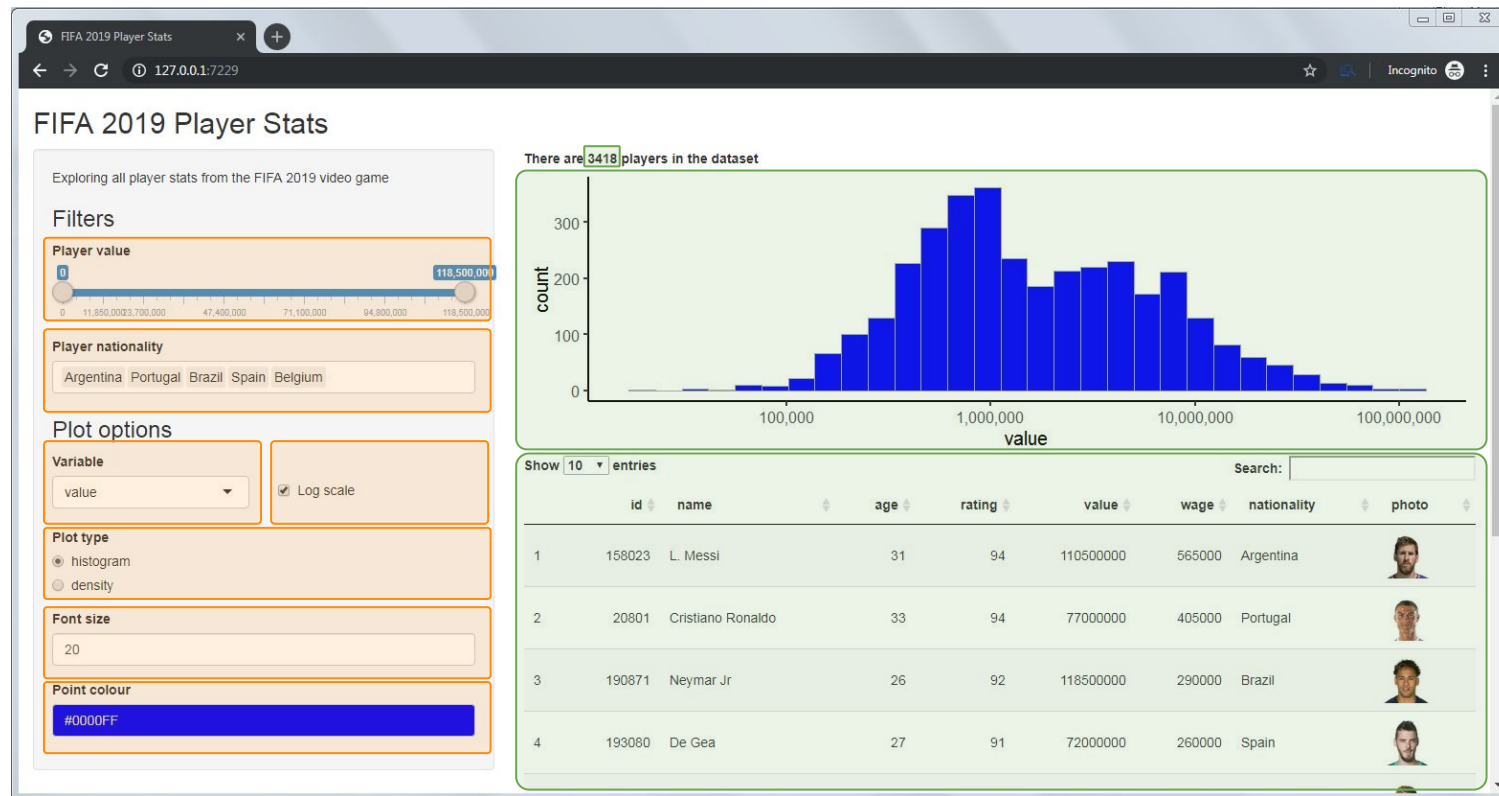 FIFA 2019 Player Stats
127.0.0.1:7229
Incognito
FIFA 2019 Player Stats
Exploring all player stats from the FIFA 2019 video game
Filters
Player value
0 118,500,000
0 11,850,000 23,700,000 47,400,000 71,100,000 94,800,000 118,500,000
Player nationality
Argentina Portugal Brazil Spain Belgium
Plot options
Variable
value
Log scale
Plot type
histogram
density
Font size
20
Point colour
#0000FF
There are 3418 players in the dataset
300
200
100
0
count
100,000 1,000,000 10,000,000 100,000,000
value
Show 10 entries Search:
id name age rating value wage nationality photo
1 158023 L. Messi 31 94 110500000 565000 Argentina
2 20801 Cristiano Ronaldo 33 94 77000000 405000 Portugal
3 190871 Neymar Jr 26 92 118500000 290000 Brazil
4 193080 De Gea 27 91 72000000 260000 Spain